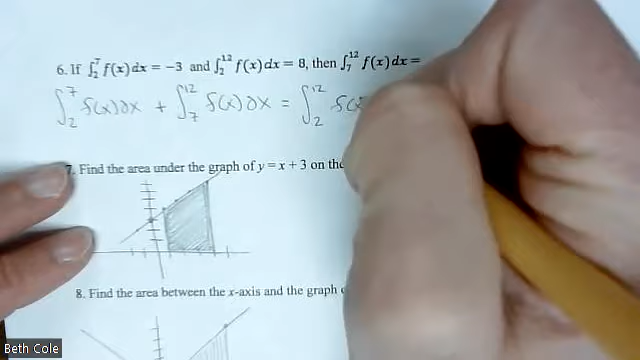 6. If ∫₂⁷ f(x) dx = −3 and ∫₂¹² f(x) dx = 8, then ∫₇¹² f(x) dx =
∫₂⁷ f(x)dx + ∫₇¹² f(x)dx = ∫₂¹² f(x
7. Find the area under the graph of y = x + 3 on the
8. Find the area between the x-axis and the graph
Beth Cole